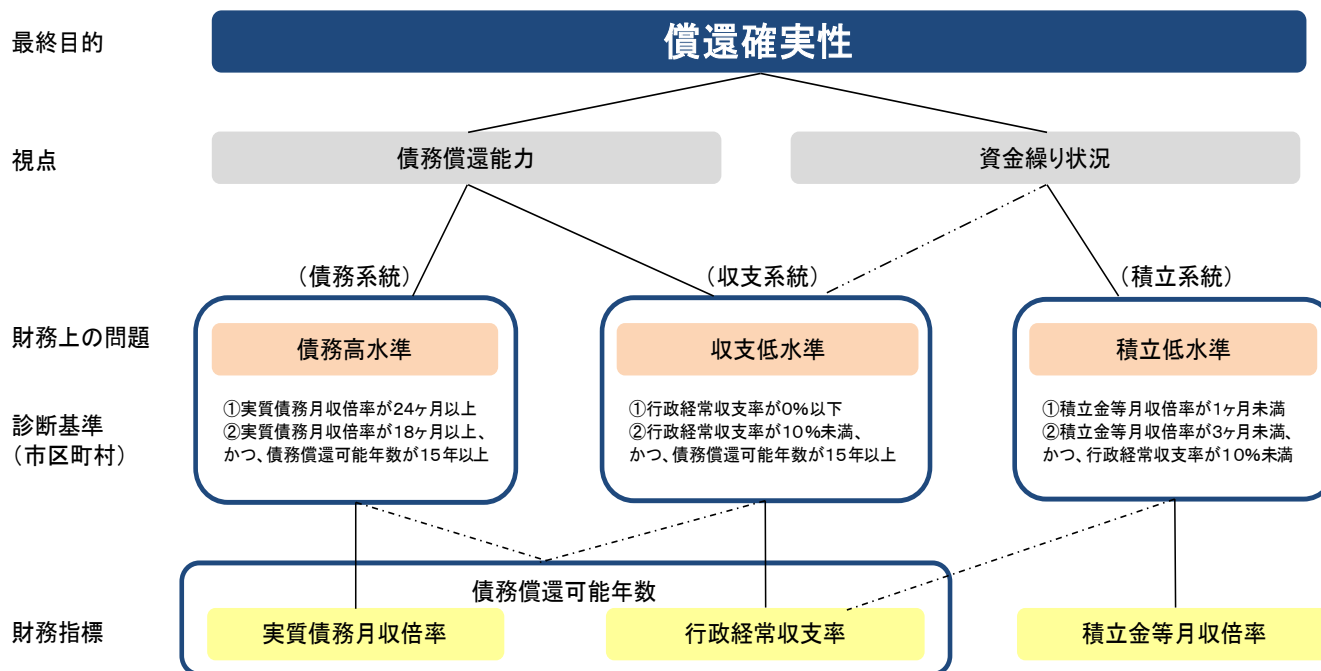 最終目的
償還確実性
視点
債務償還能力
資金繰り状況
(債務系統)
(収支系統)
(積立系統)
財務上の問題
債務高水準
収支低水準
積立低水準
診断基準
(市区町村)
①実質債務月収倍率が24ヶ月以上
②実質債務月収倍率が18ヶ月以上、
かつ、債務償還可能年数が15年以上
①行政経常収支率が0%以下
②行政経常収支率が10%未満、
かつ、債務償還可能年数が15年以上
①積立金等月収倍率が1ヶ月未満
②積立金等月収倍率が3ヶ月未満、
かつ、行政経常収支率が10%未満
債務償還可能年数
財務指標
実質債務月収倍率
行政経常収支率
積立金等月収倍率